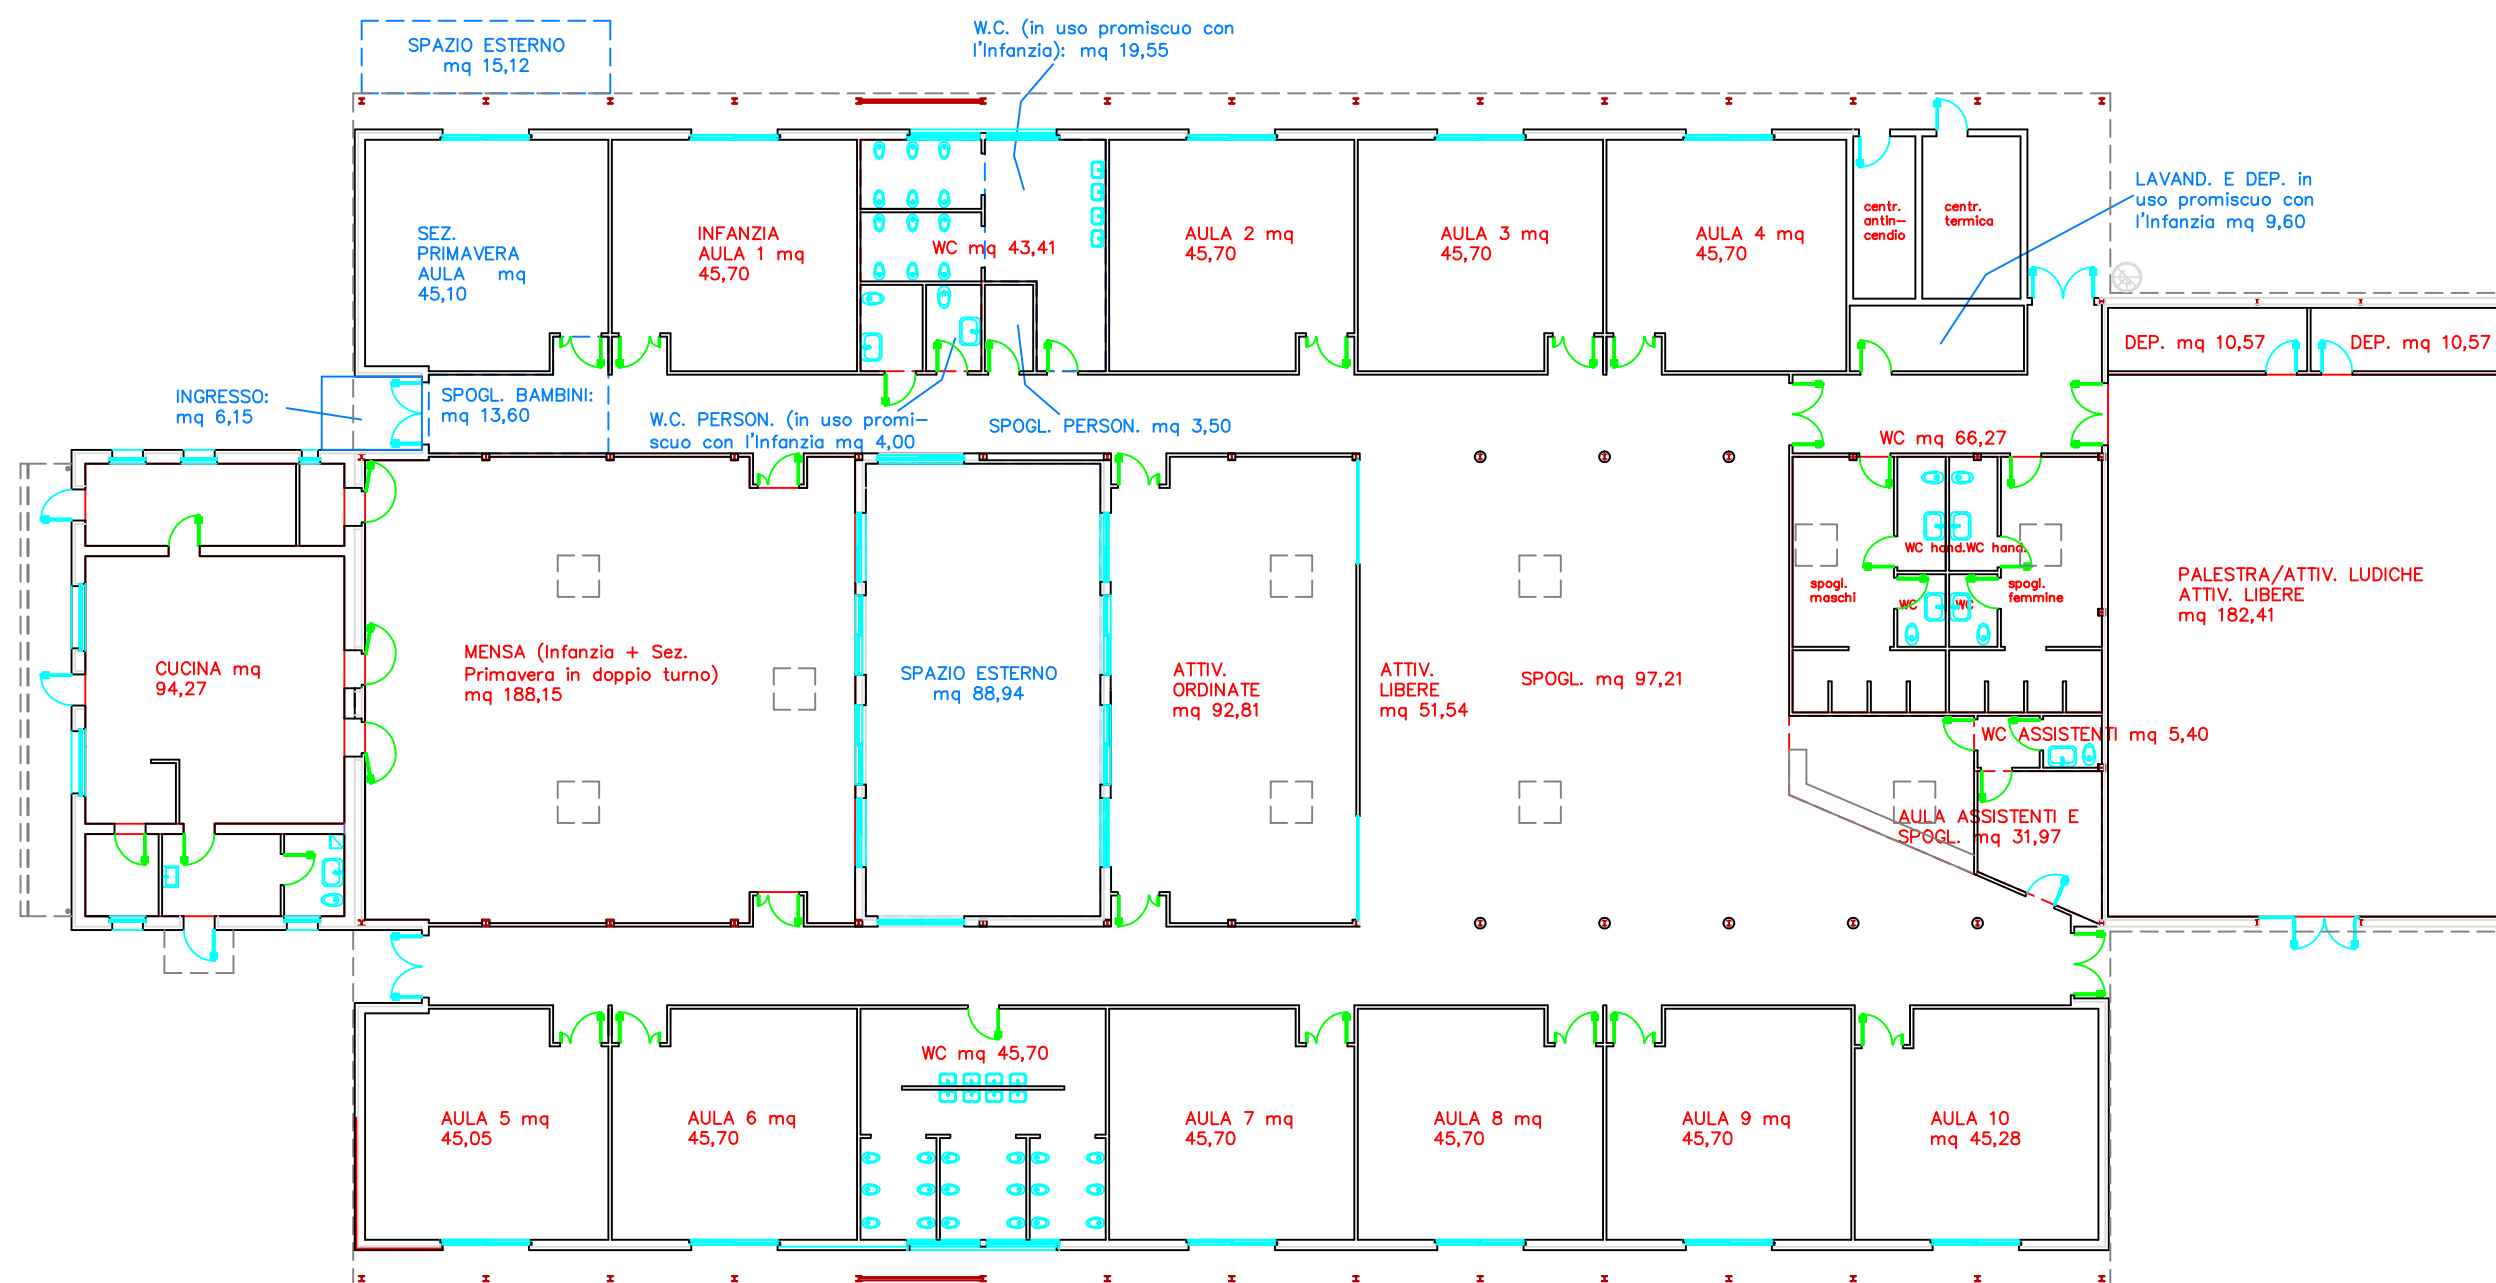 SPAZIO ESTERNO
mq 15,12
W.C. (in uso promiscuo con
l'Infanzia): mq 19,55
LAVAND. E DEP. in
uso promiscuo con
l'Infanzia mq 9,60
SEZ.
PRIMAVERA
AULA mq
45,10
INFANZIA
AULA 1 mq
45,70
WC mq 43,41
AULA 2 mq
45,70
AULA 3 mq
45,70
AULA 4 mq
45,70
centr.
antin-
cendio
centr.
termica
DEP. mq 10,57
DEP. mq 10,57
INGRESSO:
mq 6,15
SPOGL. BAMBINI:
mq 13,60
W.C. PERSON. (in uso promi-
scuo con l'Infanzia mq 4,00
SPOGL. PERSON. mq 3,50
WC mq 66,27
WC hand.
WC hand.
spogl.
maschi
WC
WC
spogl.
femmine
PALESTRA/ATTIV. LUDICHE
ATTIV. LIBERE
mq 182,41
CUCINA mq
94,27
MENSA (Infanzia + Sez.
Primavera in doppio turno)
mq 188,15
SPAZIO ESTERNO
mq 88,94
ATTIV.
ORDINATE
mq 92,81
ATTIV.
LIBERE
mq 51,54
SPOGL. mq 97,21
WC ASSISTENTI mq 5,40
AULA ASSISTENTI E
SPOGL. mq 31,97
WC mq 45,70
AULA 5 mq
45,05
AULA 6 mq
45,70
AULA 7 mq
45,70
AULA 8 mq
45,70
AULA 9 mq
45,70
AULA 10
mq 45,28